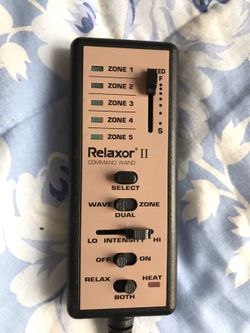 ZONE 1
ZONE 2
ZONE 3
ZONE 4
ZONE 5
F
S
Relaxor® II
COMMAND WAND
SELECT
WAVE ZONE
DUAL
LO INTENSITY HI
OFF ON
RELAX HEAT
BOTH